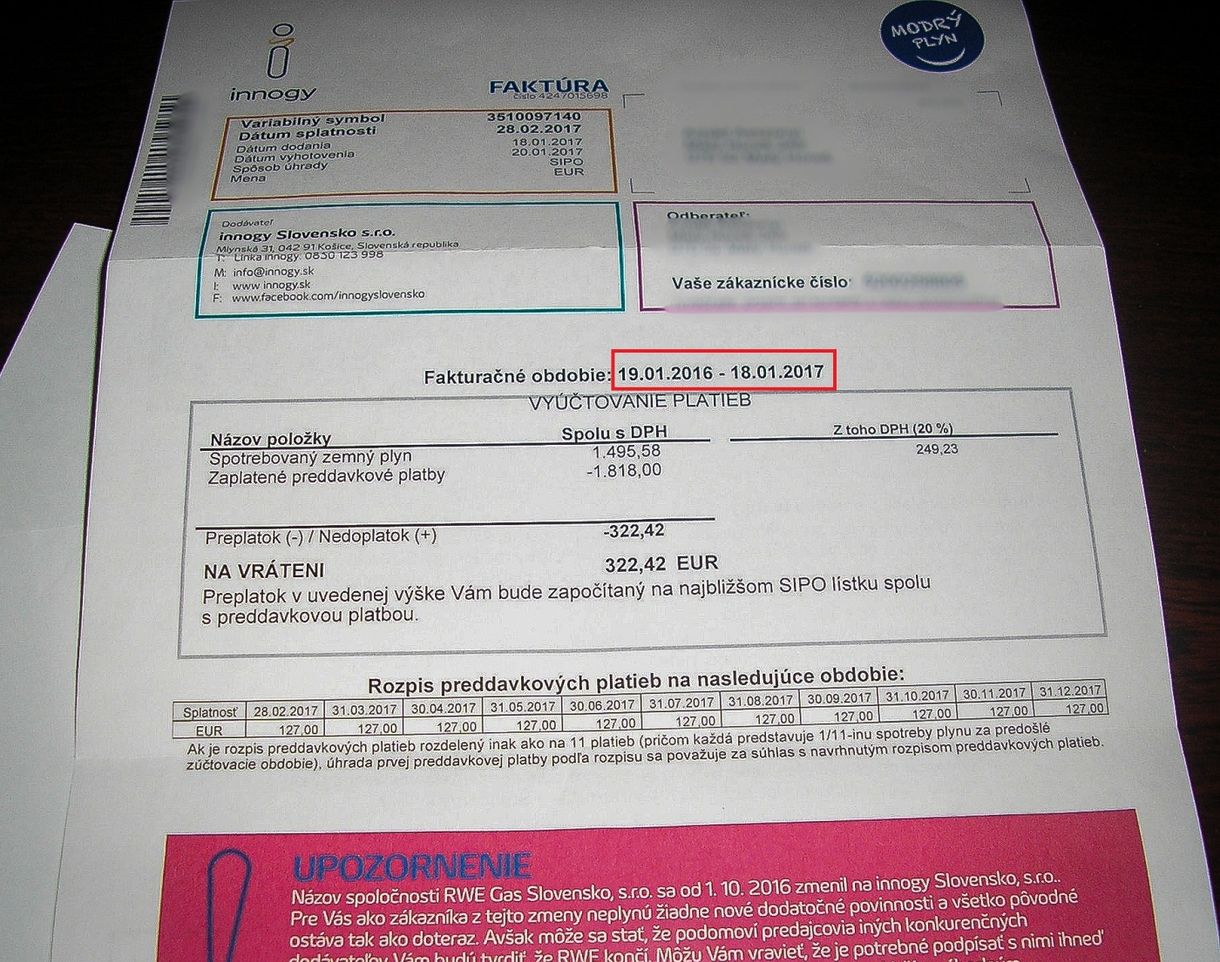 innogy
MODRÝ
PLYN
FAKTÚRA
číslo 4247015698
Variabilný symbol 3510097140
Dátum splatnosti 28.02.2017
Dátum dodania 18.01.2017
Dátum vyhotovenia 20.01.2017
Spôsob úhrady SIPO
Mena EUR
Dodávateľ
innogy Slovensko s.r.o.
Mlynská 31, 042 91 Košice, Slovenská republika
T: Linka innogy: 0850 123 998
M: info@innogy.sk
I: www innogy.sk
F: www.facebook.com/innogyslovensko
Odberateľ:
Vaše zákaznícke číslo:
Fakturačné obdobie: 19.01.2016 - 18.01.2017
VYÚČTOVANIE PLATIEB
Názov položky Spolu s DPH Z toho DPH (20 %)
Spotrebovaný zemný plyn 1.495,58 249,23
Zaplatené preddavkové platby -1.818,00
Preplatok (-) / Nedoplatok (+) -322,42
NA VRÁTENI 322,42 EUR
Preplatok v uvedenej výške Vám bude započítaný na najbližšom SIPO lístku spolu
s preddavkovou platbou.
Rozpis preddavkových platieb na nasledujúce obdobie:
Splatnosť 28.02.2017 31.03.2017 30.04.2017 31.05.2017 30.06.2017 31.07.2017 31.08.2017 30.09.2017 31.10.2017 30.11.2017 31.12.2017
EUR 127,00 127,00 127,00 127,00 127,00 127,00 127,00 127,00 127,00 127,00 127,00
Ak je rozpis preddavkových platieb rozdelený inak ako na 11 platieb (pričom každá predstavuje 1/11-inu spotreby plynu za predošlé
zúčtovacie obdobie), úhrada prvej preddavkovej platby podľa rozpisu sa považuje za súhlas s navrhnutým rozpisom preddavkových platieb.
UPOZORNENIE
Názov spoločnosti RWE Gas Slovensko, s.r.o. sa od 1. 10. 2016 zmenil na innogy Slovensko, s.r.o..
Pre Vás ako zákazníka z tejto zmeny neplynú žiadne nové dodatočné povinnosti a všetko pôvodné
ostáva tak ako doteraz. Avšak môže sa stať, že podomoví predajcovia iných konkurenčných
dodávateľov Vám budú tvrdiť, že RWE končí. Môžu Vám vravieť, že je potrebné podpísať s nimi ihneď